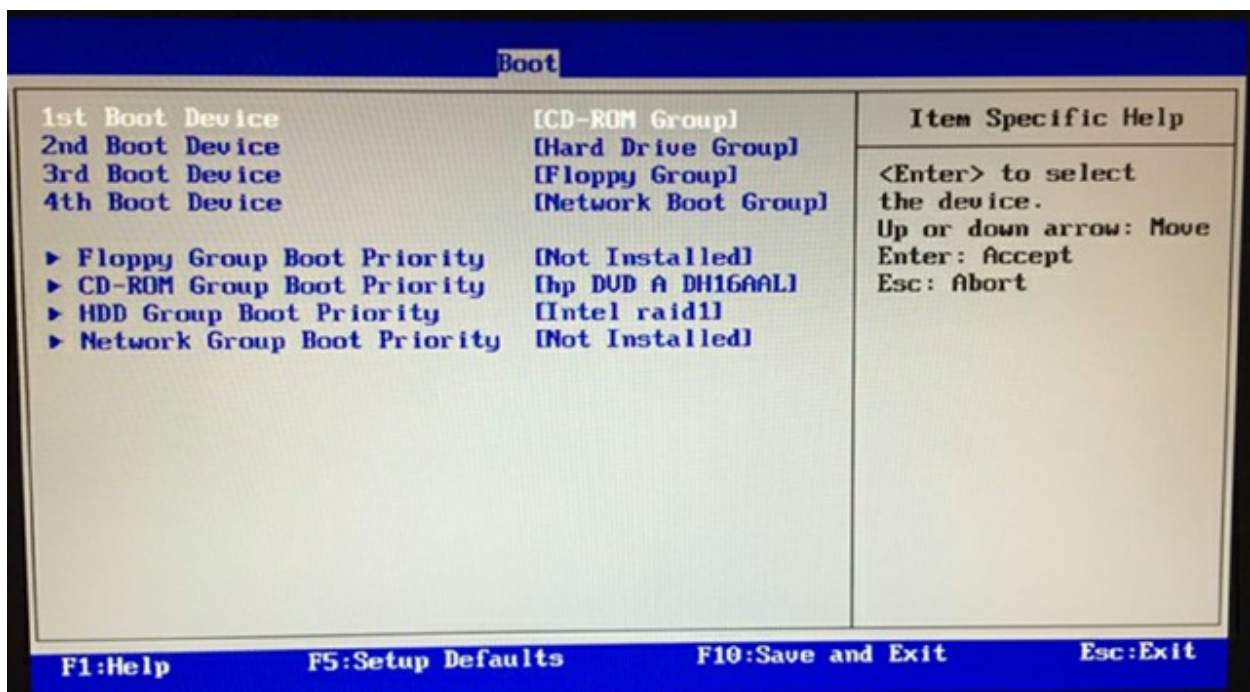 Boot
1st Boot Device [CD-ROM Group]
2nd Boot Device [Hard Drive Group]
3rd Boot Device [Floppy Group]
4th Boot Device [Network Boot Group]
▶ Floppy Group Boot Priority [Not Installed]
▶ CD-ROM Group Boot Priority [hp DVD A DH16AAL]
▶ HDD Group Boot Priority [Intel raid1]
▶ Network Group Boot Priority [Not Installed]
Item Specific Help
<Enter> to select
the device.
Up or down arrow: Move
Enter: Accept
Esc: Abort
F1:Help F5:Setup Defaults F10:Save and Exit Esc:Exit